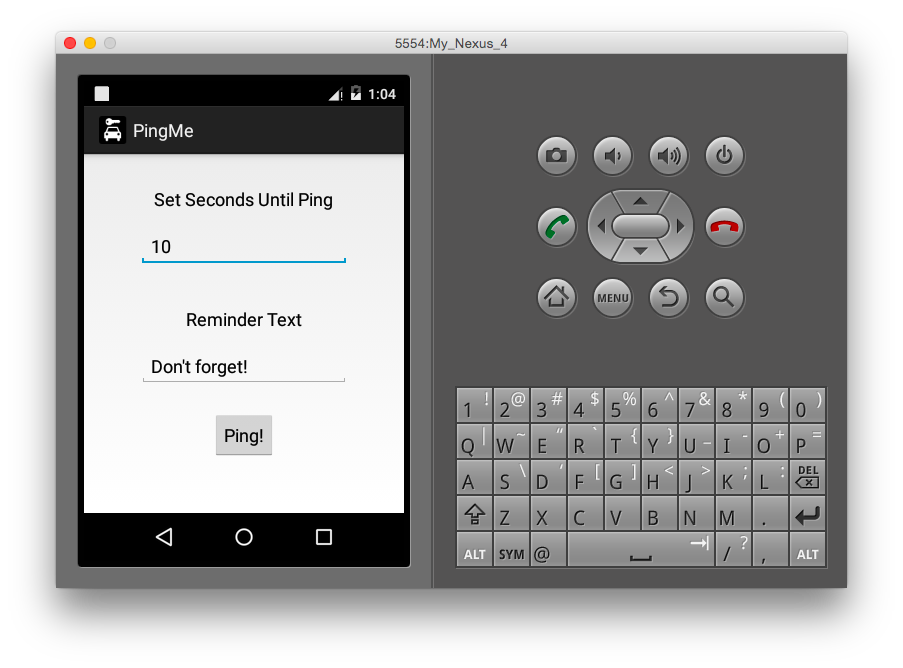 5554:My_Nexus_4
1:04
PingMe
Set Seconds Until Ping
10
Reminder Text
Don't forget!
Ping!
MENU
1 ! 2 @ 3 # 4 $ 5 % 6 ^ 7 & 8 * 9 ( 0 )
Q | W ~ E “ R ` T { Y } U _ I - O + P =
A S \ D ‘ F [ G ] H < J > K ; L : DEL
Z X C V B N M .
ALT SYM @ / ? , ALT